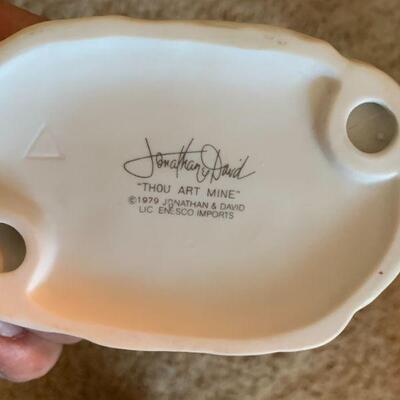 Jonathan & David
"THOU ART MINE"
©1979 JONATHAN & DAVID
LIC. ENESCO IMPORTS